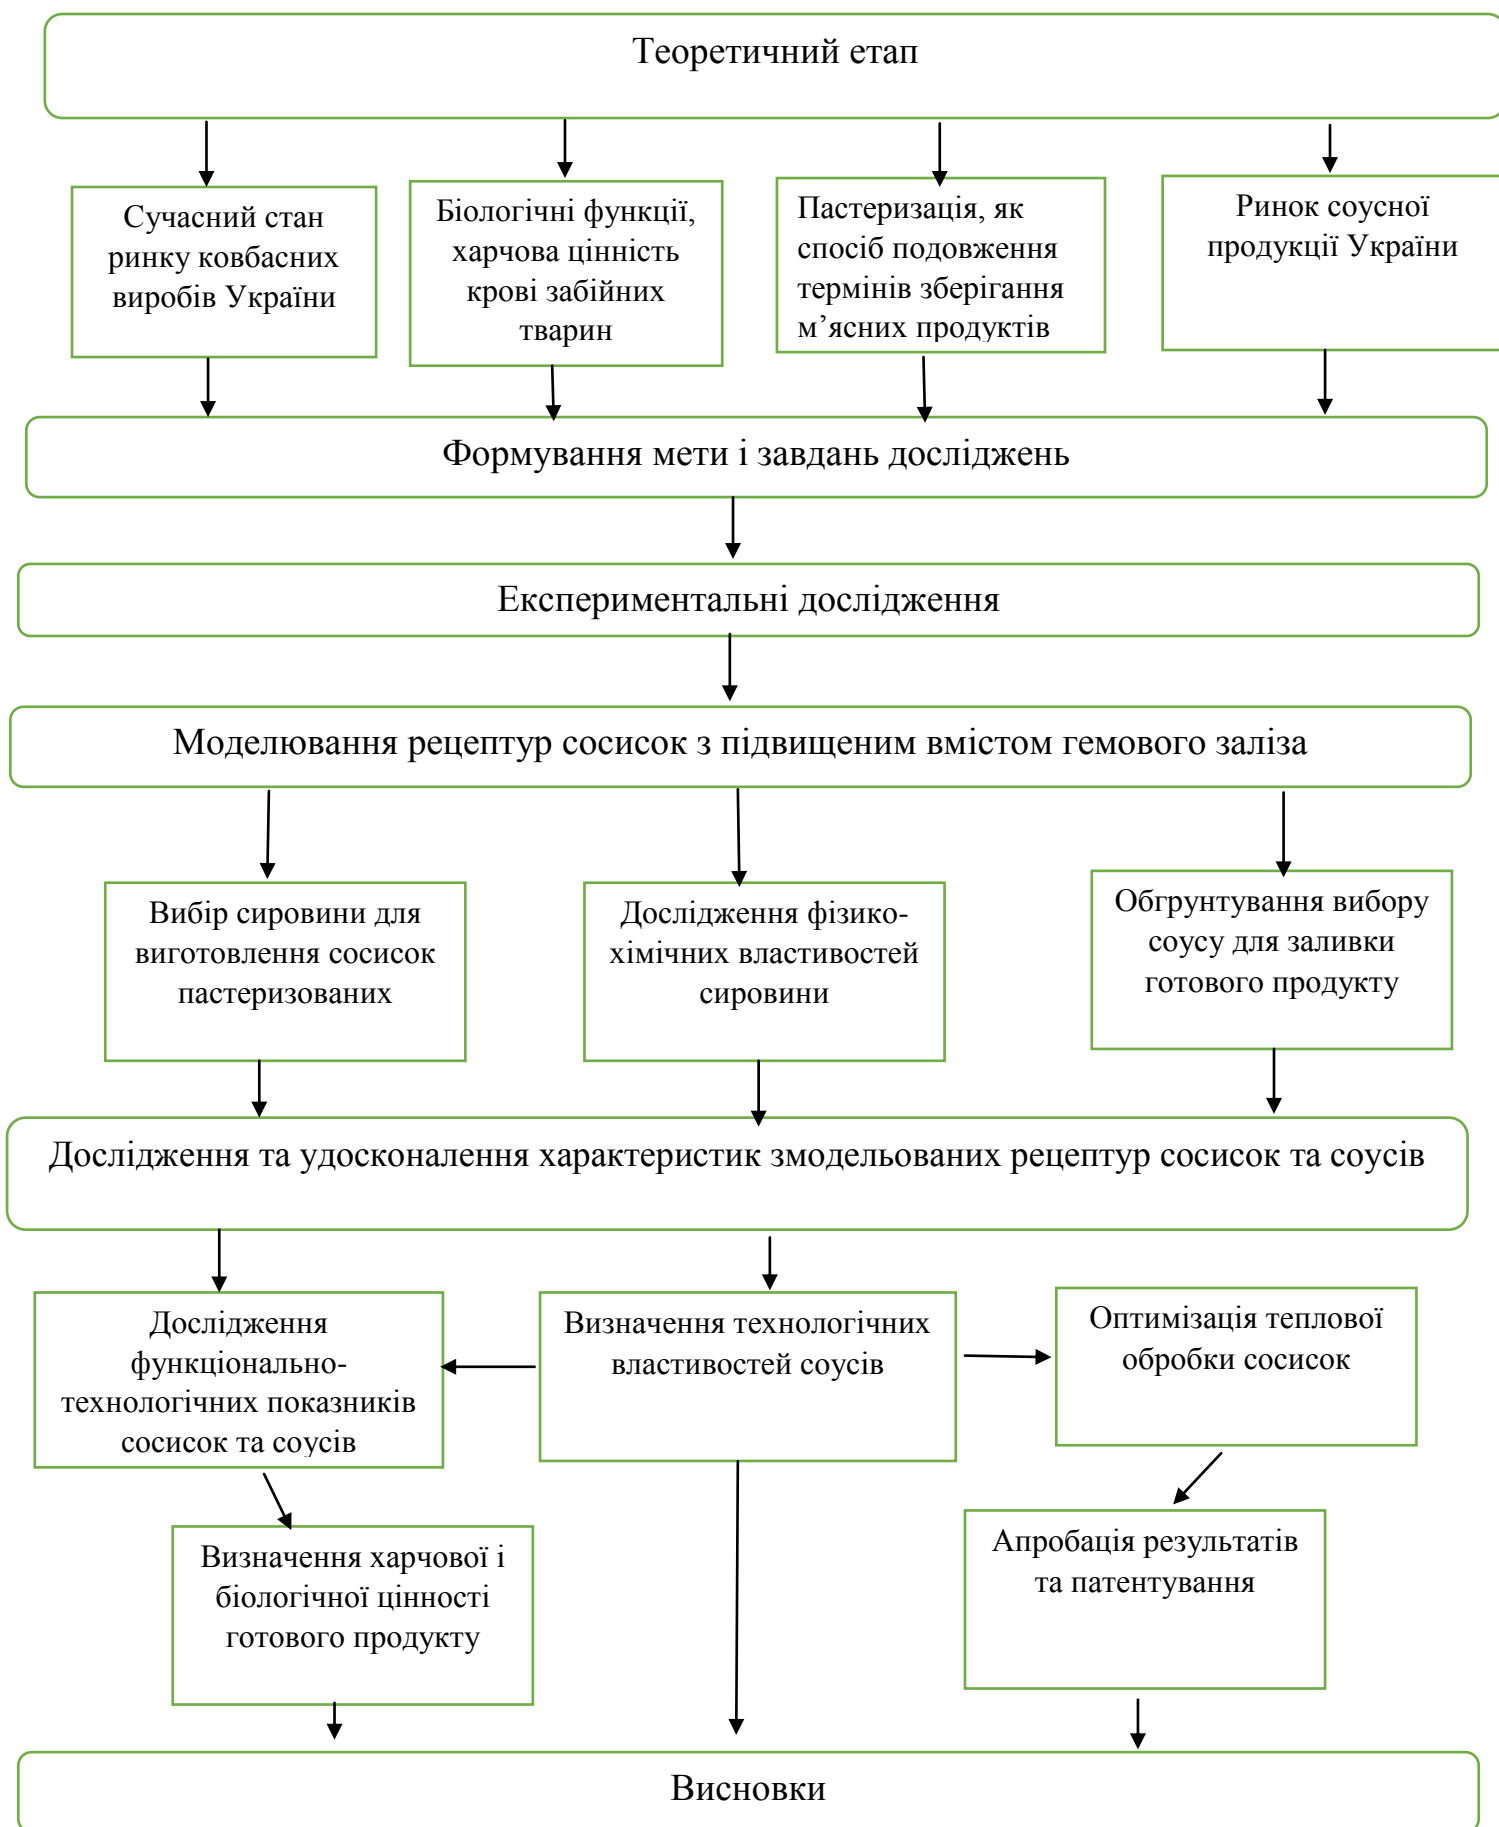 Теоретичний етап
Сучасний стан
ринку ковбасних
виробів України
Біологічні функції,
харчова цінність
крові забійних
тварин
Пастеризація, як
спосіб подовження
термінів зберігання
м’ясних продуктів
Ринок соусної
продукції України
Формування мети і завдань досліджень
Експериментальні дослідження
Моделювання рецептур сосисок з підвищеним вмістом гемового заліза
Вибір сировини для
виготовлення сосисок
пастеризованих
Дослідження фізико-
хімічних властивостей
сировини
Обгрунтування вибору
соусу для заливки
готового продукту
Дослідження та удосконалення характеристик змодельованих рецептур сосисок та соусів
Дослідження
функціонально-
технологічних показників
сосисок та соусів
Визначення технологічних
властивостей соусів
Оптимізація теплової
обробки сосисок
Визначення харчової і
біологічної цінності
готового продукту
Апробація результатів
та патентування
Висновки